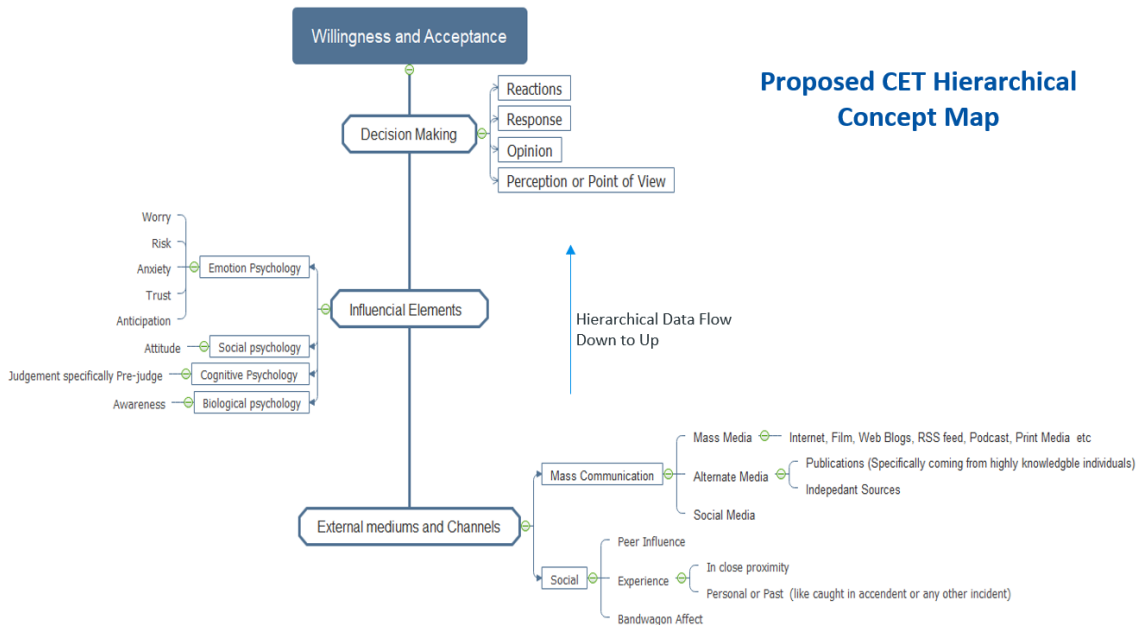 Willingness and Acceptance
Proposed CET Hierarchical
Concept Map
Decision Making
Reactions
Response
Opinion
Perception or Point of View
Worry
Risk
Anxiety
Trust
Anticipation
Emotion Psychology
Influencial Elements
Attitude
Social psychology
Judgement specifically Pre-judge
Cognitive Psychology
Awareness
Biological psychology
Hierarchical Data Flow
Down to Up
External mediums and Channels
Mass Communication
Mass Media
Internet, Film, Web Blogs, RSS feed, Podcast, Print Media etc
Alternate Media
Publications (Specifically coming from highly knowledgble individuals)
Indepedant Sources
Social Media
Social
Peer Influence
Experience
In close proximity
Personal or Past (like caught in accendent or any other incident)
Bandwagon Affect